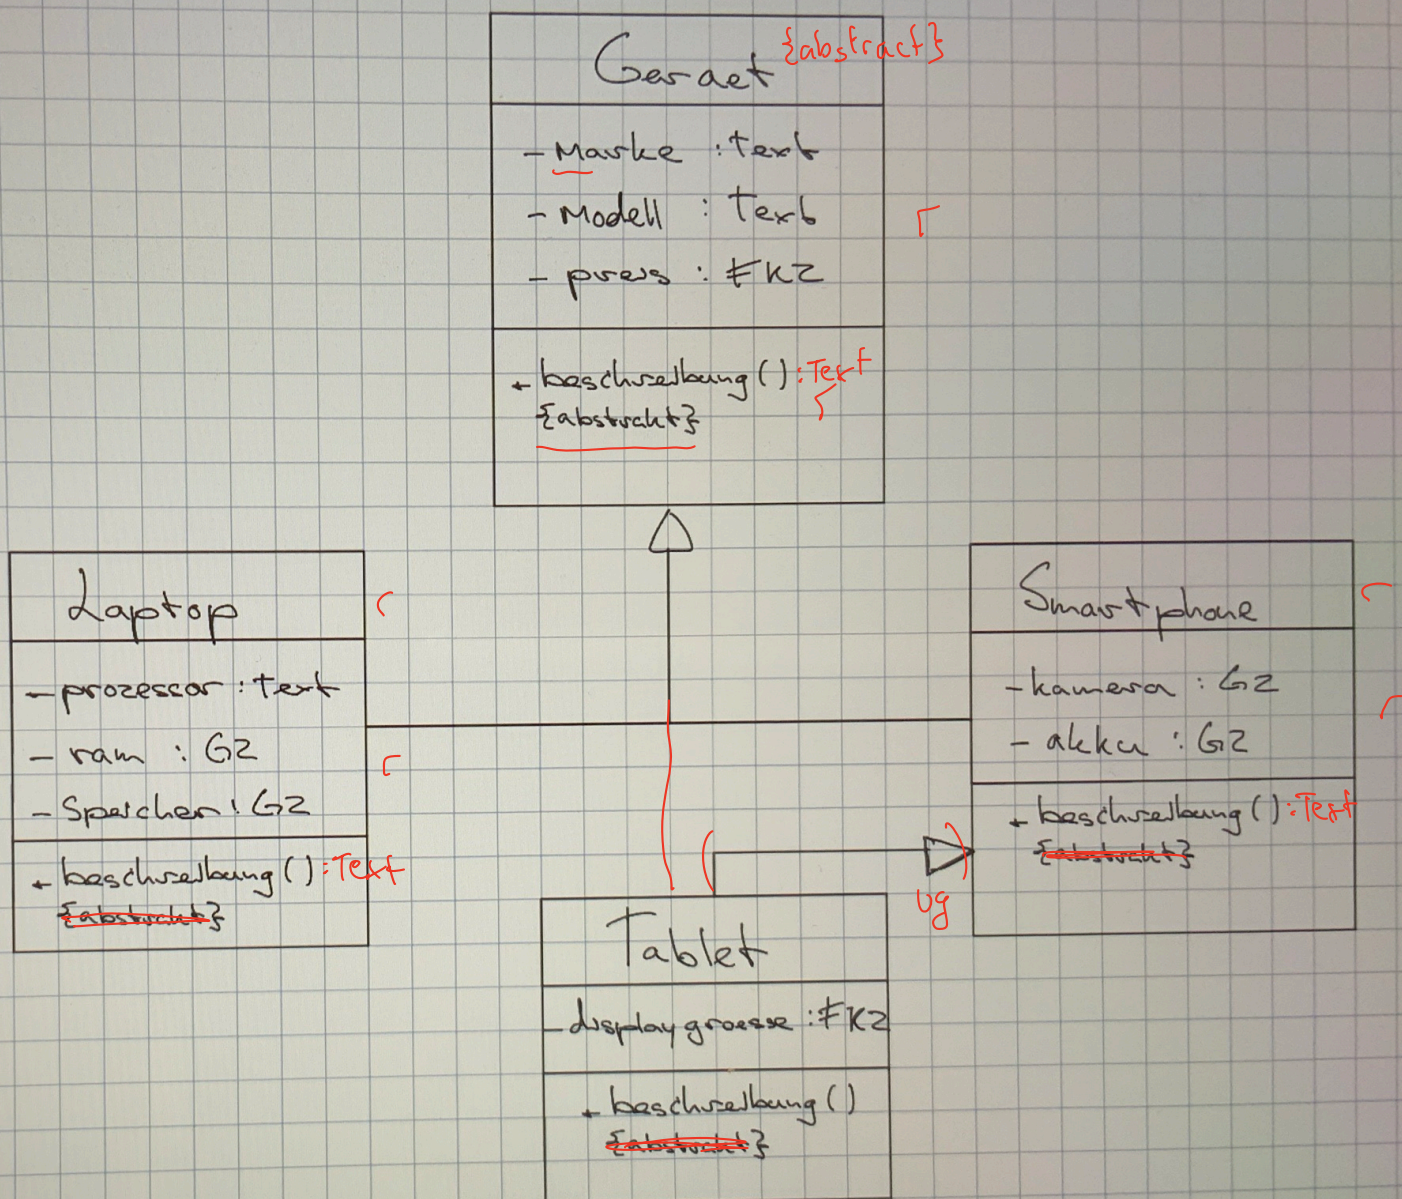 Geraet {abstract}
- Marke : Text
- Modell : Text
- preis : FKZ
+ beschreibung() : Text
{abstrakt}
Laptop
- prozessor : text
- ram : GZ
- Speicher : GZ
+ beschreibung() : Text
{abstrakt}
Smartphone
- kamera : GZ
- akku : GZ
+ beschreibung() : Text
{abstrakt}
ug
Tablet
- displaygroesse : FKZ
+ beschreibung()
{abstrakt}